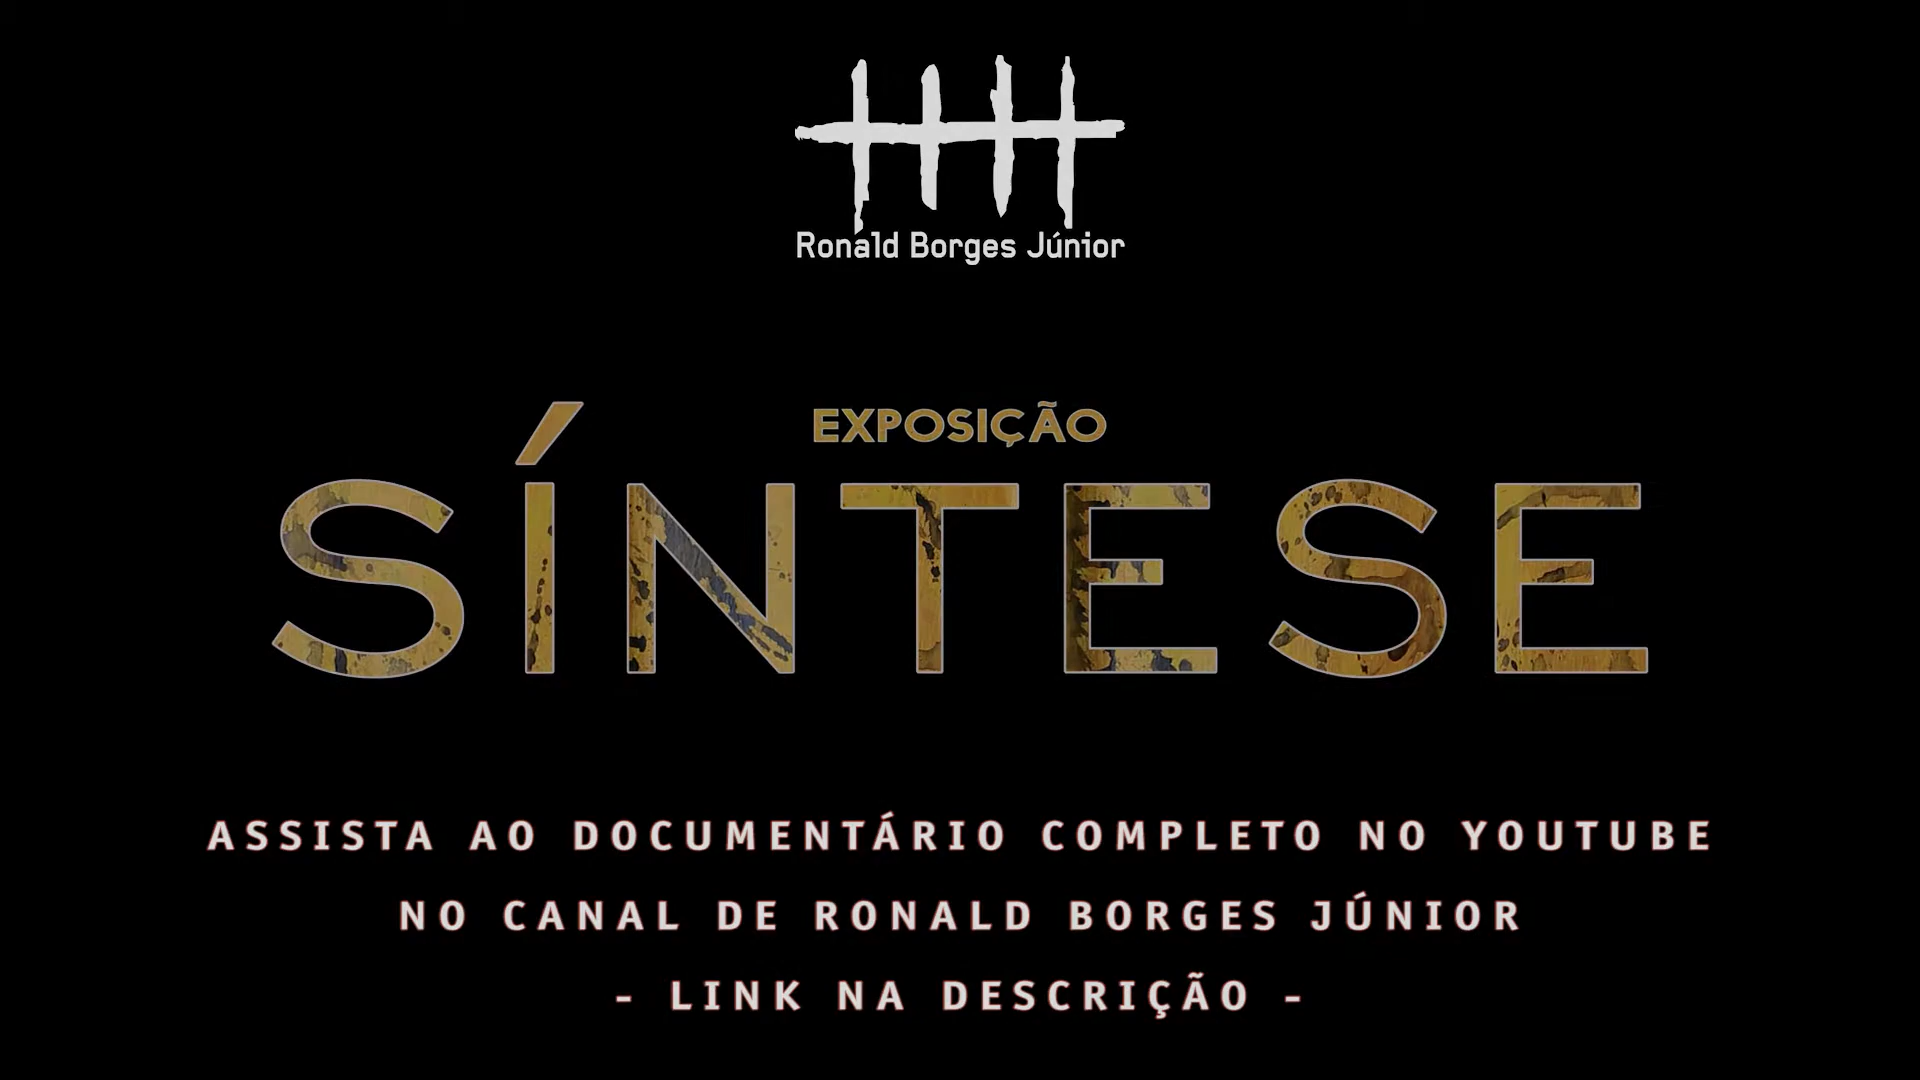 Ronald Borges Júnior
EXPOSIÇÃO
SÍNTESE
ASSISTA AO DOCUMENTÁRIO COMPLETO NO YOUTUBE
NO CANAL DE RONALD BORGES JÚNIOR
- LINK NA DESCRIÇÃO -